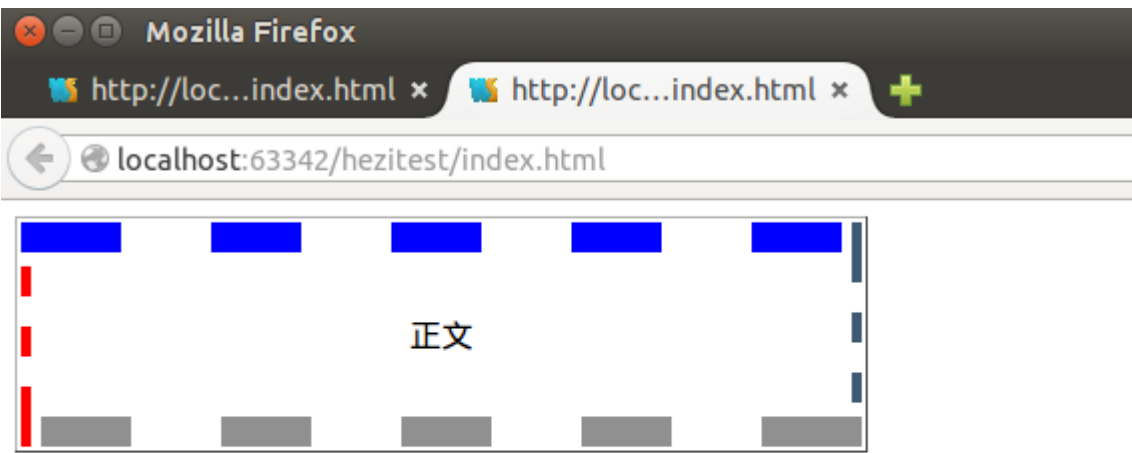 Mozilla Firefox
http://loc...index.html http://loc...index.html
localhost:63342/hezitest/index.html
正文